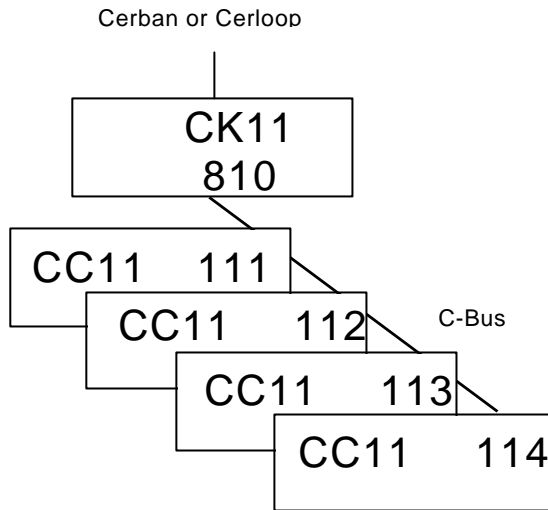 Cerban or Cerloop
CK11
810
CC11 111
CC11 112
C-Bus
CC11 113
CC11 114